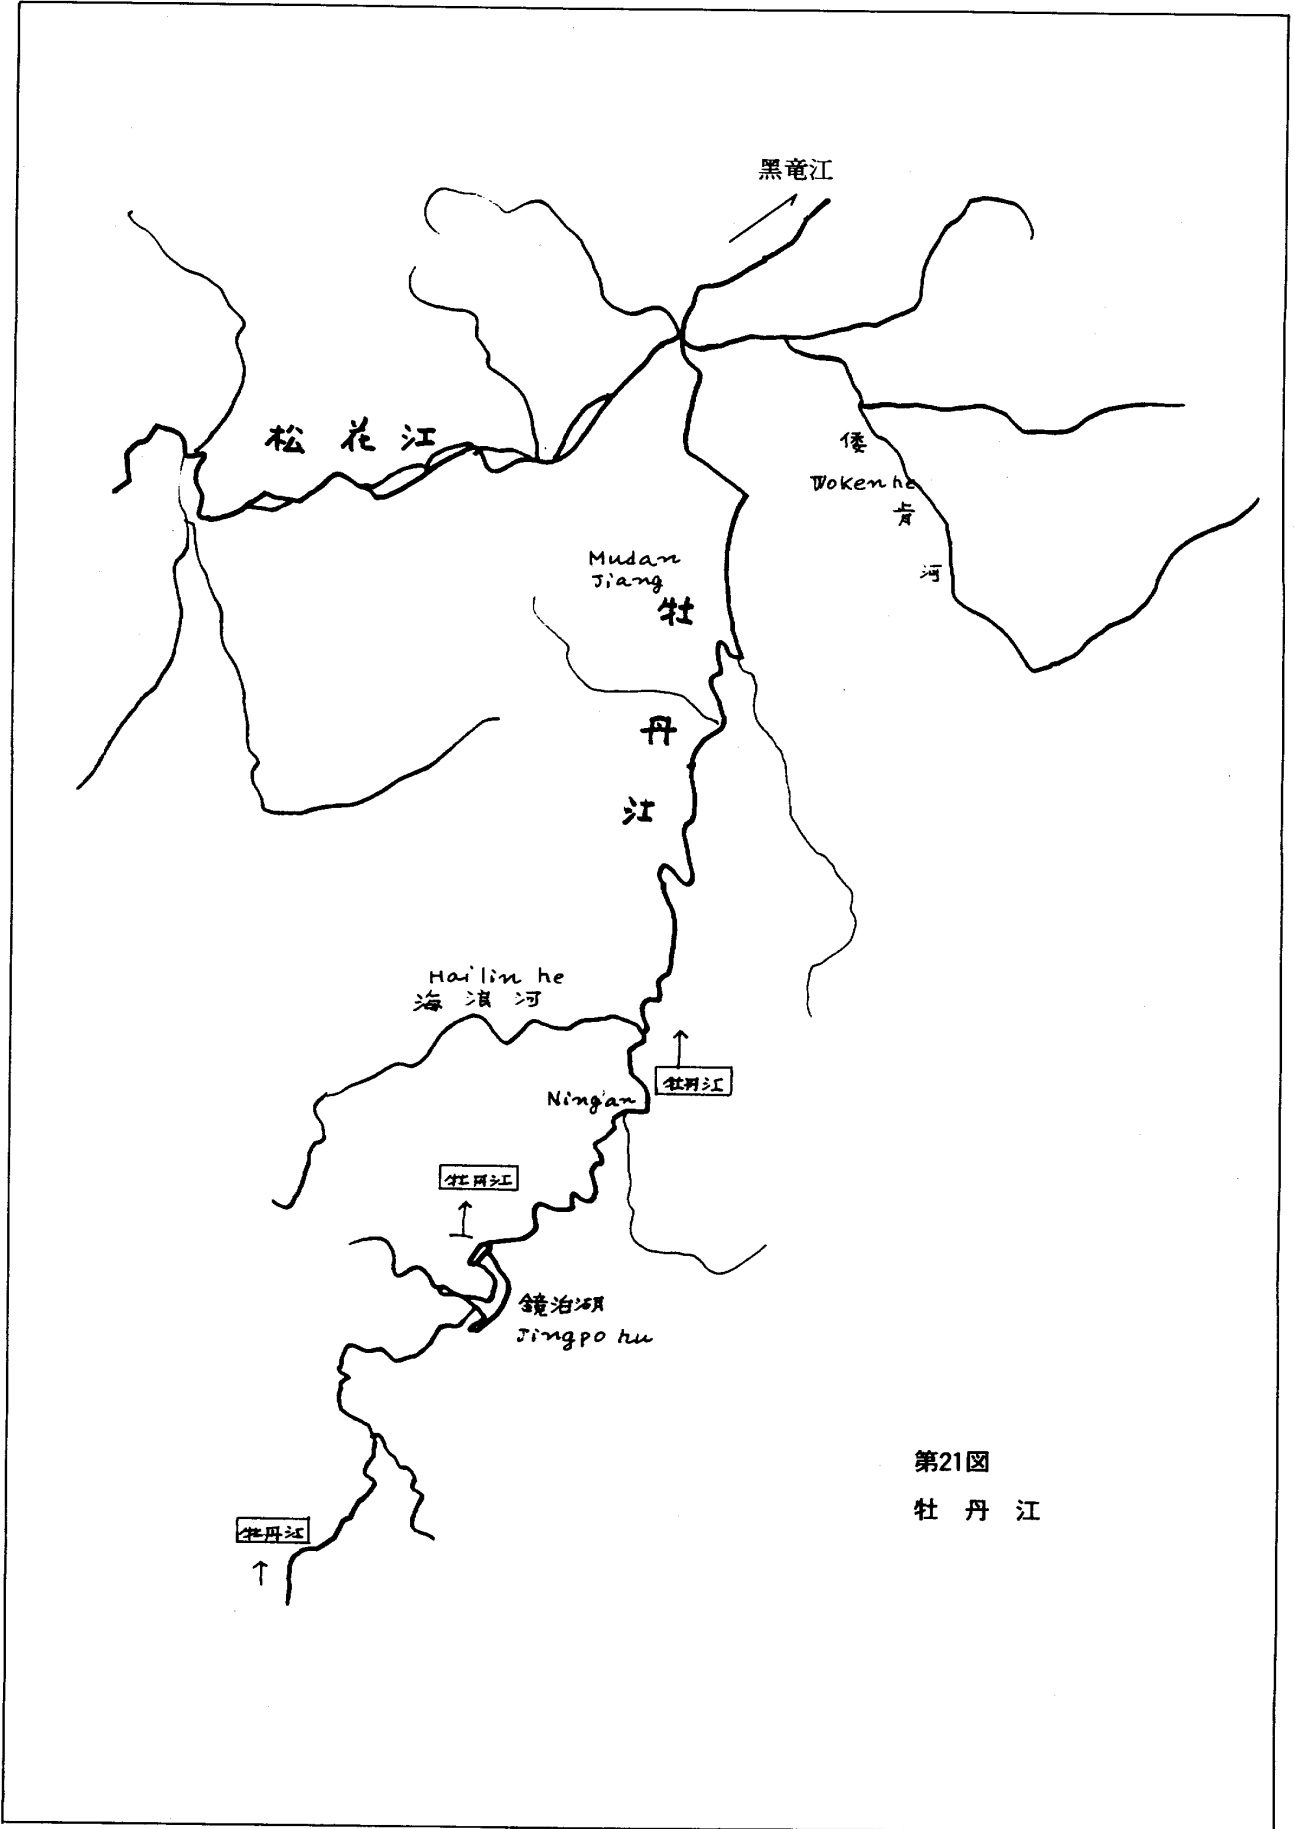 黒竜江
松花江
倭
Woken he
肯
河
Mudan
Jiang
牡
丹
江
Hailin he
海浪河
牡丹江
Ning'an
牡丹江
鏡泊湖
Jingpo hu
第21図
牡丹江
牡丹江